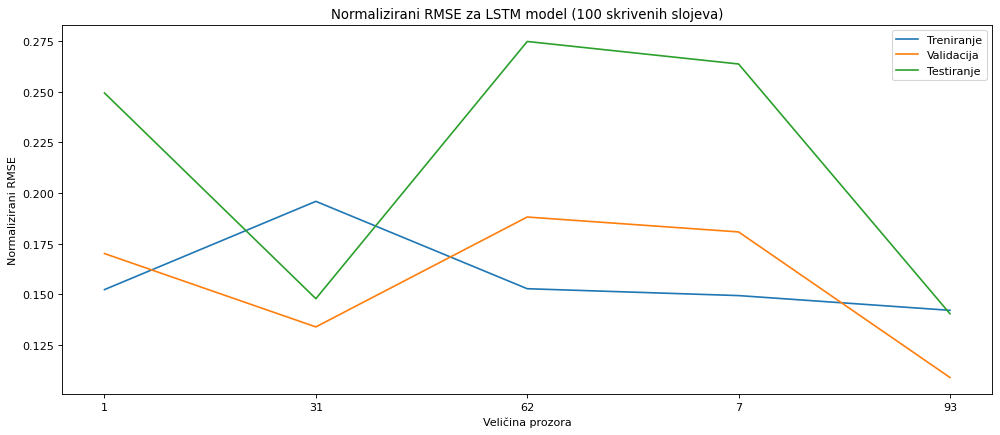 Normalizirani RMSE za LSTM model (100 skrivenih slojeva)
Treniranje
Validacija
Testiranje
Normalizirani RMSE
0.275
0.250
0.225
0.200
0.175
0.150
0.125
1 31 62 7 93
Veličina prozora